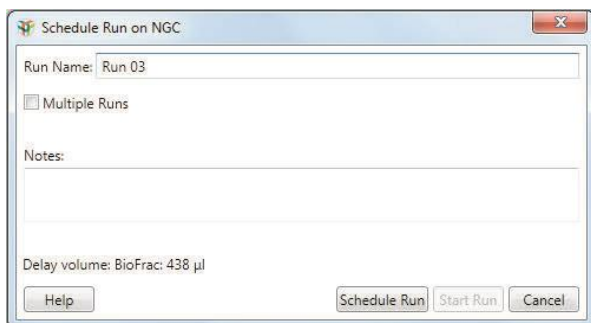 Schedule Run on NGC
Run Name: Run 03
Multiple Runs
Notes:
Delay volume: BioFrac: 438 µl
Help Schedule Run Start Run Cancel